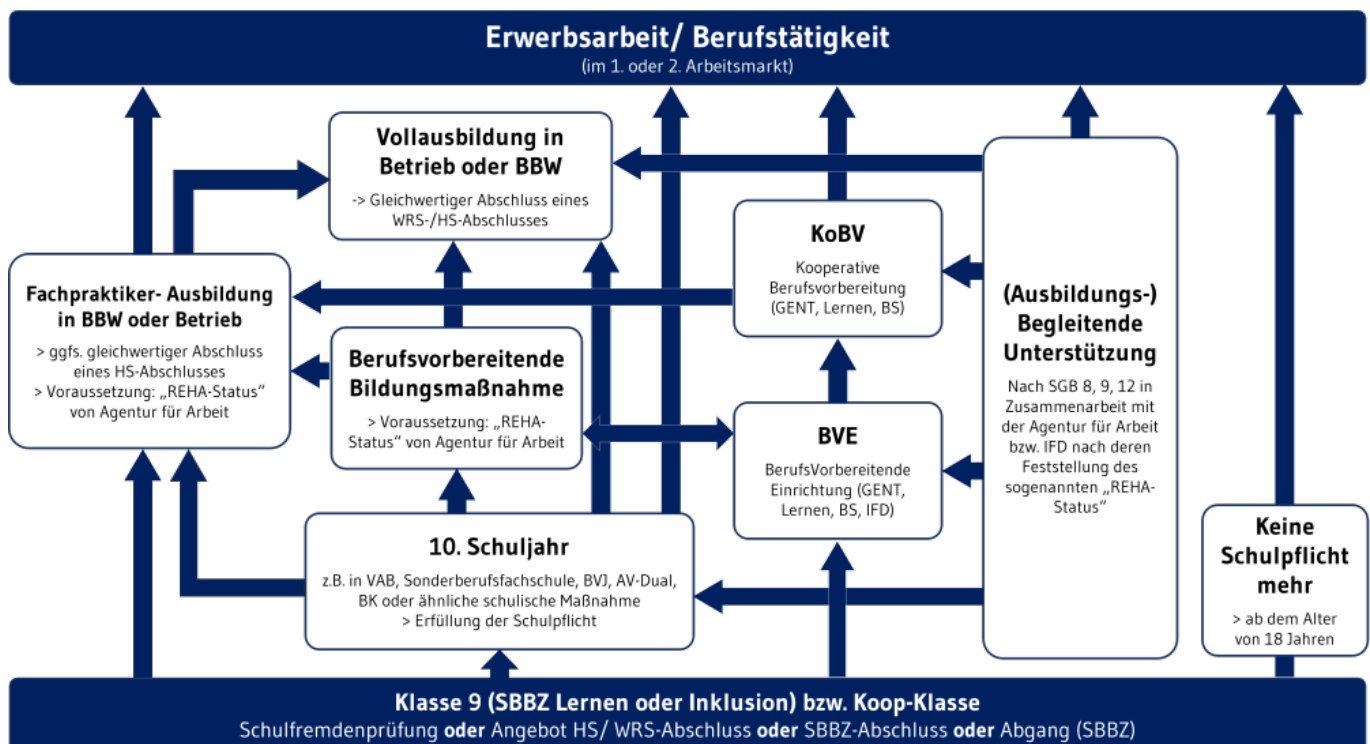 Erwerbsarbeit/ Berufstätigkeit
(im 1. oder 2. Arbeitsmarkt)
Vollausbildung in
Betrieb oder BBW
-> Gleichwertiger Abschluss eines
WRS-/HS-Abschlusses
Fachpraktiker- Ausbildung
in BBW oder Betrieb
> ggfs. gleichwertiger Abschluss
eines HS-Abschlusses
> Voraussetzung: „REHA-Status“
von Agentur für Arbeit
Berufsvorbereitende
Bildungsmaßnahme
> Voraussetzung: „REHA-
Status“ von Agentur für Arbeit
KoBV
Kooperative
Berufsvorbereitung
(GENT, Lernen, BS)
BVE
BerufsVorbereitende
Einrichtung (GENT,
Lernen, BS, IFD)
(Ausbildungs-)
Begleitende
Unterstützung
Nach SGB 8, 9, 12 in
Zusammenarbeit mit
der Agentur für Arbeit
bzw. IFD nach deren
Feststellung des
sogenannten „REHA-
Status“
10. Schuljahr
z.B. in VAB, Sonderberufsfachschule, BVJ, AV-Dual,
BK oder ähnliche schulische Maßnahme
> Erfüllung der Schulpflicht
Keine
Schulpflicht
mehr
> ab dem Alter
von 18 Jahren
Klasse 9 (SBBZ Lernen oder Inklusion) bzw. Koop-Klasse
Schulfremdenprüfung oder Angebot HS/ WRS-Abschluss oder SBBZ-Abschluss oder Abgang (SBBZ)